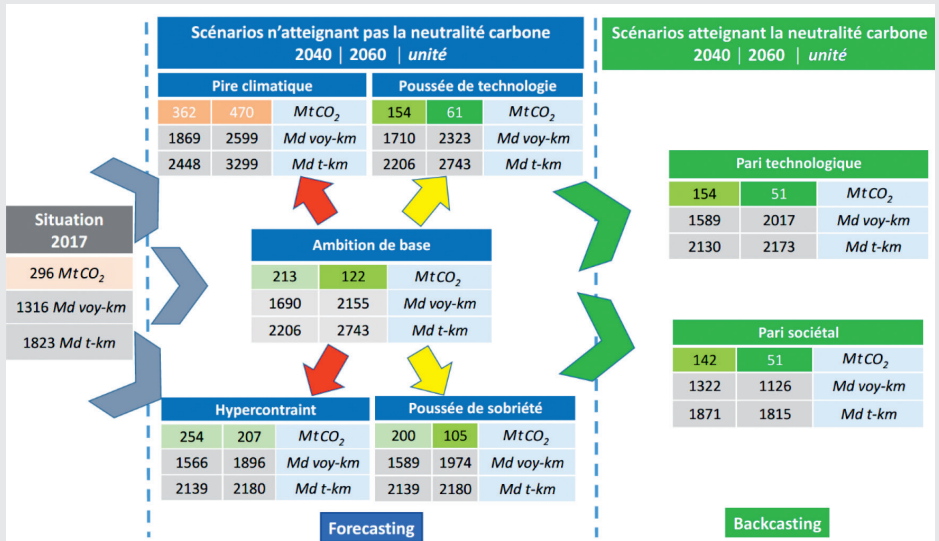 Scénarios n'atteignant pas la neutralité carbone
2040 | 2060 | unité
Scénarios atteignant la neutralité carbone
2040 | 2060 | unité
Pire climatique
362 470 MtCO₂
1869 2599 Md voy-km
2448 3299 Md t-km
Poussée de technologie
154 61 MtCO₂
1710 2323 Md voy-km
2206 2743 Md t-km
Situation
2017
296 MtCO₂
1316 Md voy-km
1823 Md t-km
Ambition de base
213 122 MtCO₂
1690 2155 Md voy-km
2206 2743 Md t-km
Pari technologique
154 51 MtCO₂
1589 2017 Md voy-km
2130 2173 Md t-km
Pari sociétal
142 51 MtCO₂
1322 1126 Md voy-km
1871 1815 Md t-km
Hypercontraint
254 207 MtCO₂
1566 1896 Md voy-km
2139 2180 Md t-km
Poussée de sobriété
200 105 MtCO₂
1589 1974 Md voy-km
2139 2180 Md t-km
Forecasting
Backcasting